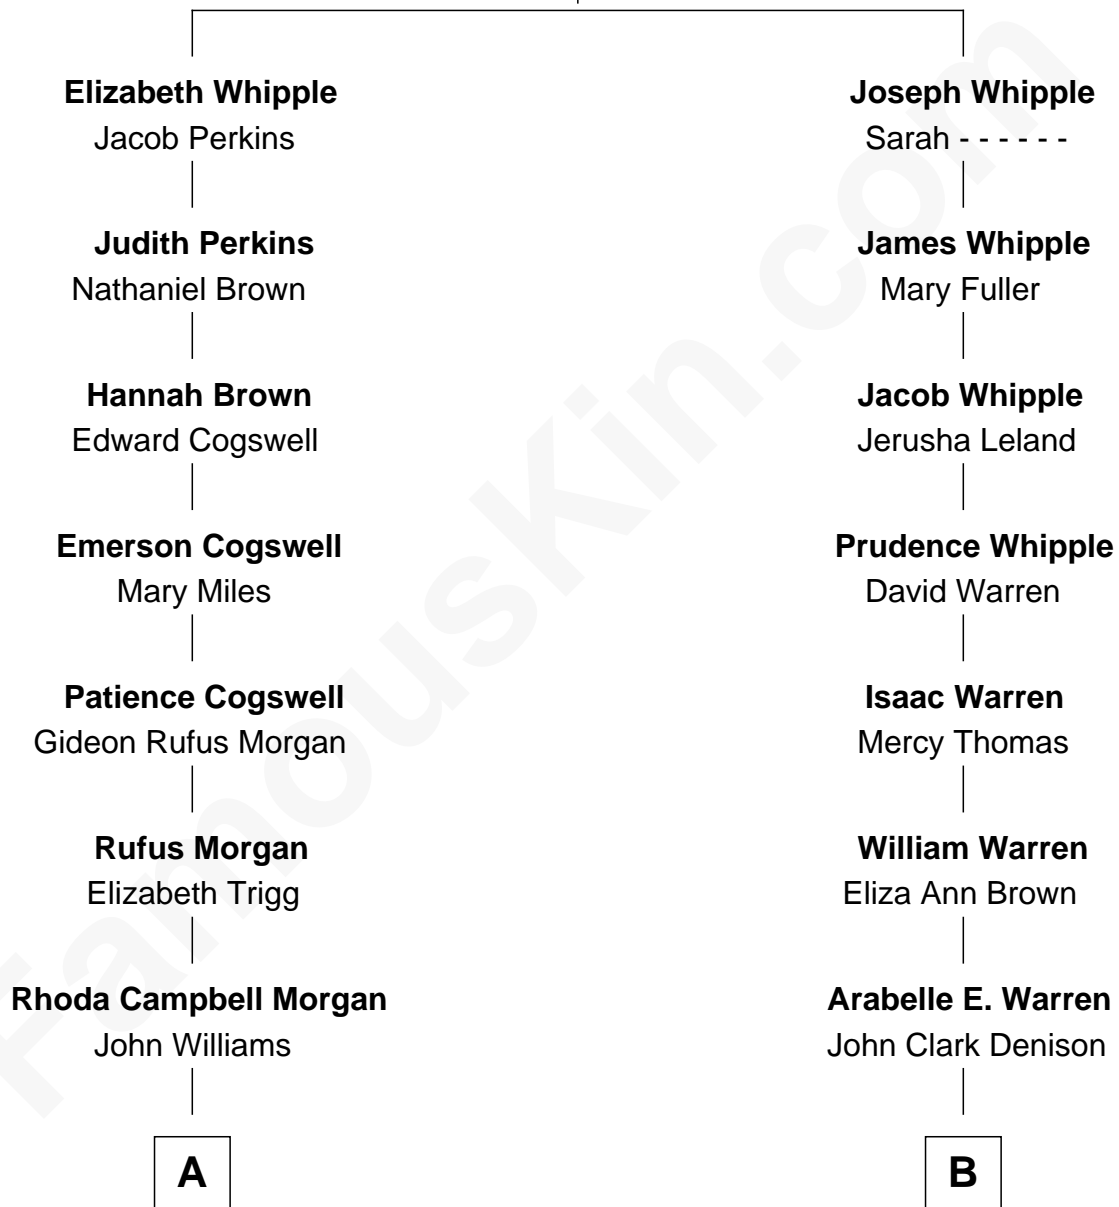 Elizabeth Whipple
Jacob Perkins
Judith Perkins
Nathaniel Brown
Hannah Brown
Edward Cogswell
Emerson Cogswell
Mary Miles
Patience Cogswell
Gideon Rufus Morgan
Rufus Morgan
Elizabeth Trigg
Rhoda Campbell Morgan
John Williams
A
Joseph Whipple
Sarah - - - - - -
James Whipple
Mary Fuller
Jacob Whipple
Jerusha Leland
Prudence Whipple
David Warren
Isaac Warren
Mercy Thomas
William Warren
Eliza Ann Brown
Arabelle E. Warren
John Clark Denison
B
FamousKin.com